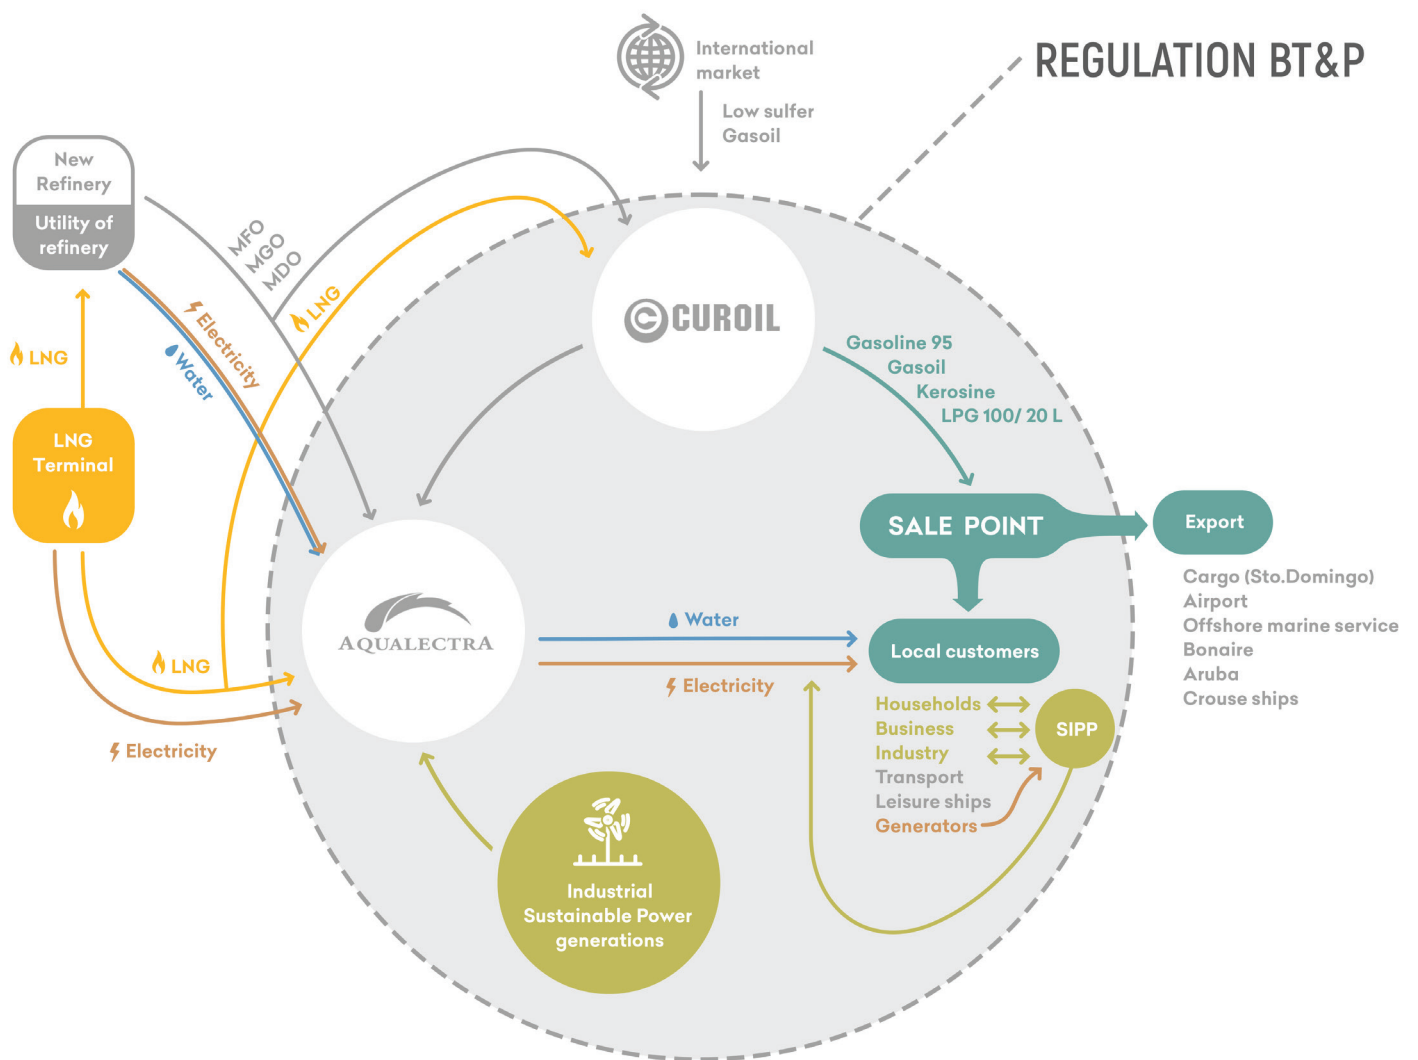 REGULATION BT&P
International
market
Low sulfer
Gasoil
New
Refinery
Utility of
refinery
MFO
MGO
MDO
LNG
Electricity
Water
LNG
LNG
Terminal
LNG
Electricity
CUROIL
Gasoline 95
Gasoil
Kerosine
LPG 100/ 20 L
SALE POINT
Export
Cargo (Sto.Domingo)
Airport
Offshore marine service
Bonaire
Aruba
Crouse ships
AQUALECTRA
Water
Electricity
Local customers
Households
Business
Industry
Transport
Leisure ships
Generators
SIPP
Industrial
Sustainable Power
generations